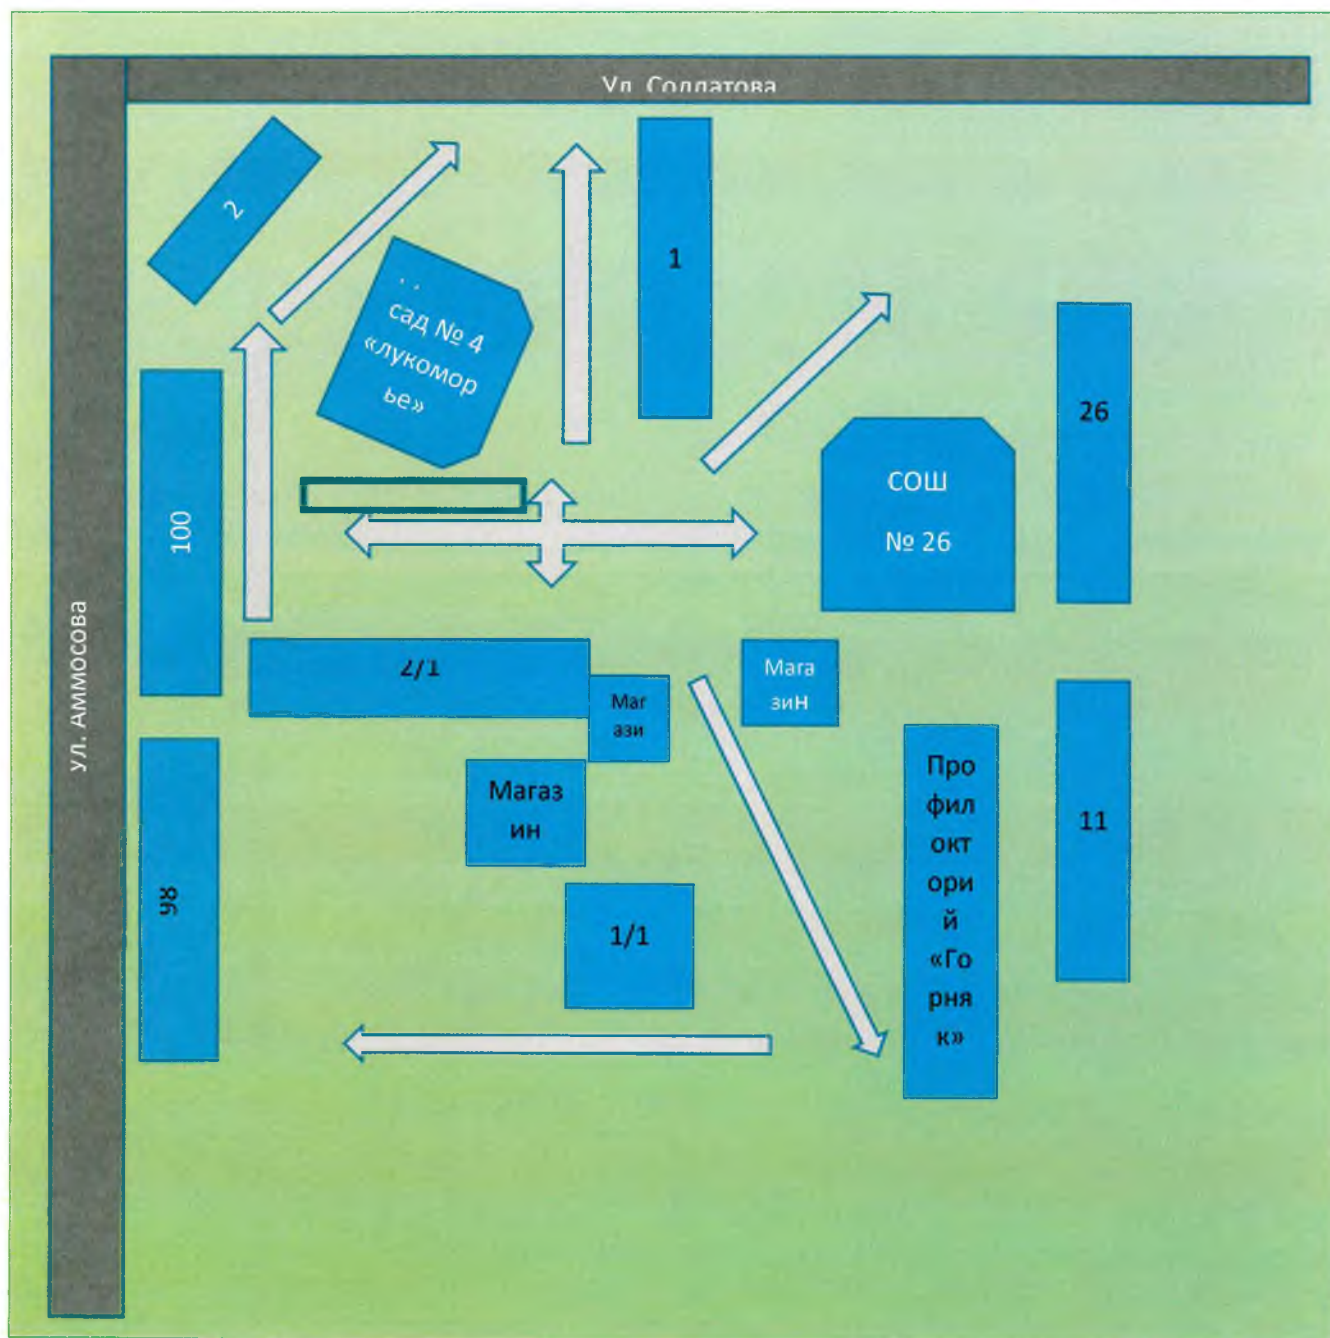 Ул. Солдатова
2
1
сад № 4
«лукомор
ье»
26
СОШ
№ 26
100
ул. Аммосова
2/1
Мага
зин
Маг
ази
Магаз
ин
98
1/1
Про
фил
окт
ори
й
«Го
рня
к»
11